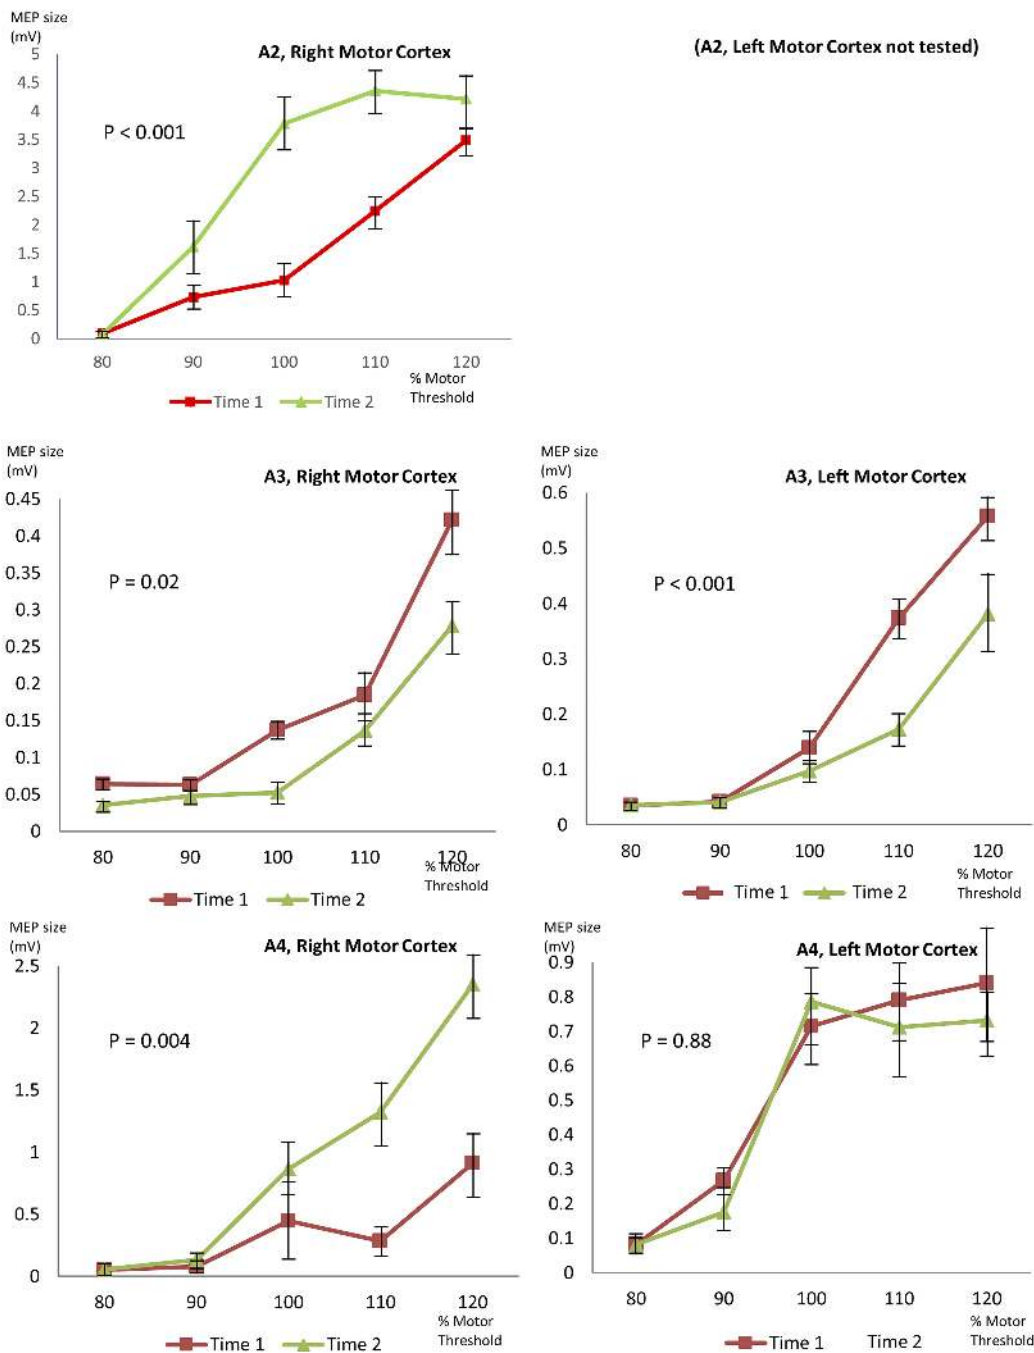 MEP size
(mV)
A2, Right Motor Cortex
(A2, Left Motor Cortex not tested)
5
4.5
4
P < 0.001
3.5
3
2.5
2
1.5
1
0.5
0
80 90 100 110 120
% Motor
Threshold
Time 1 Time 2
MEP size
(mV)
A3, Right Motor Cortex
0.45
0.4
0.35
P = 0.02
0.3
0.25
0.2
0.15
0.1
0.05
0
80 90 100 110 120
% Motor
Threshold
Time 1 Time 2
MEP size
(mV)
A3, Left Motor Cortex
0.6
0.5
P < 0.001
0.4
0.3
0.2
0.1
0
80 90 100 110 120
% Motor
Threshold
Time 1 Time 2
MEP size
(mV)
A4, Right Motor Cortex
2.5
2
P = 0.004
1.5
1
0.5
0
80 90 100 110 120
% Motor
Threshold
Time 1 Time 2
MEP size
(mV)
A4, Left Motor Cortex
0.9
0.8
0.7
P = 0.88
0.6
0.5
0.4
0.3
0.2
0.1
0
80 90 100 110 120
% Motor
Threshold
Time 1 Time 2